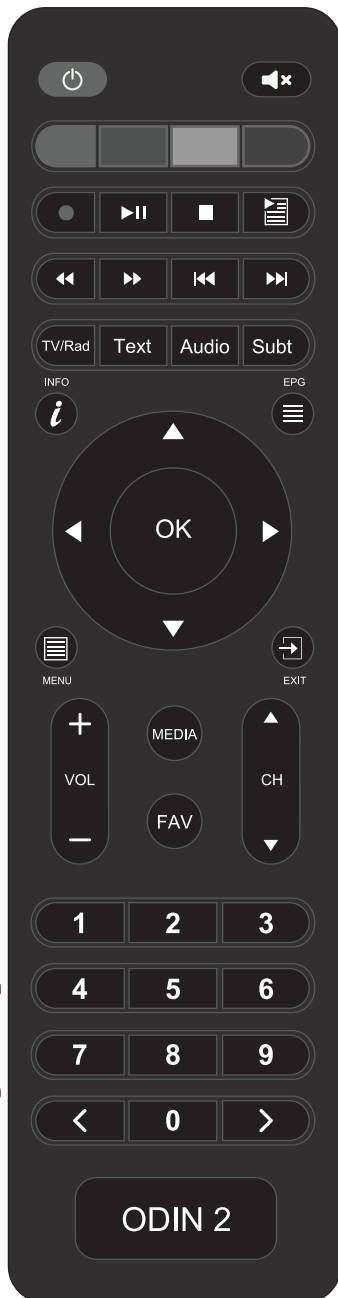 TV/Rad Text Audio Subt
INFO EPG
i
OK
MENU EXIT
+ MEDIA
VOL CH
− FAV
1 2 3
4 5 6
7 8 9
< 0 >
ODIN 2